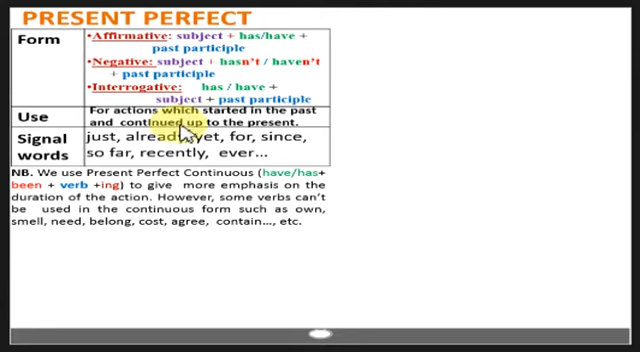 PRESENT PERFECT
Form
•Affirmative: subject + has/have +
past participle
•Negative: subject + hasn't / haven't
+ past participle
•Interrogative: has / have +
subject + past participle
Use
For actions which started in the past
and continued up to the present.
Signal
words
just, already, yet, for, since,
so far, recently, ever...
NB. We use Present Perfect Continuous (have/has+
been + verb +ing) to give more emphasis on the
duration of the action. However, some verbs can't
be used in the continuous form such as own,
smell, need, belong, cost, agree, contain..., etc.